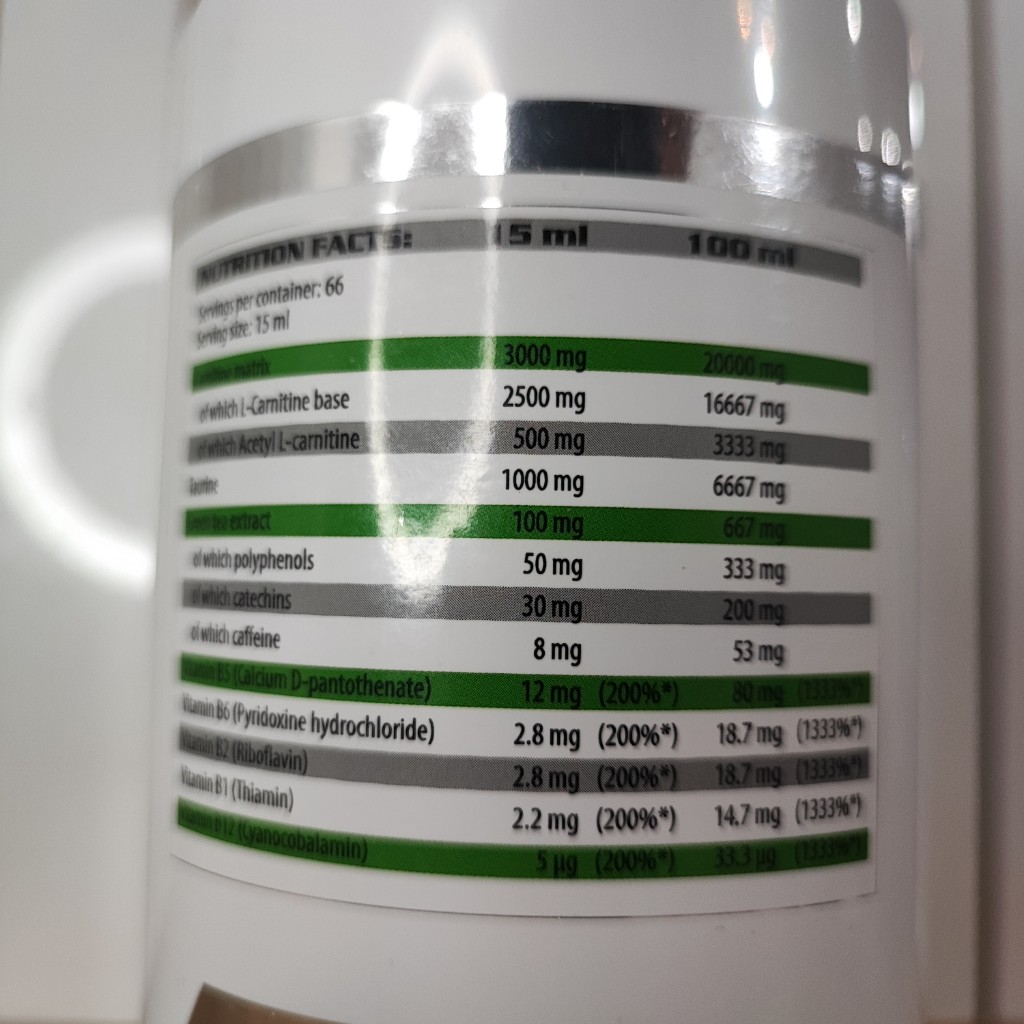 NUTRITION FACTS: 15 ml 100 ml
Servings per container: 66
Serving size: 15 ml
Carnitine matrix 3000 mg 20000 mg
of which L-Carnitine base 2500 mg 16667 mg
of which Acetyl L-carnitine 500 mg 3333 mg
Taurine 1000 mg 6667 mg
Green tea extract 100 mg 667 mg
of which polyphenols 50 mg 333 mg
of which catechins 30 mg 200 mg
of which caffeine 8 mg 53 mg
Vitamin B5 (Calcium D-pantothenate) 12 mg (200%*) 80 mg (1333%*)
Vitamin B6 (Pyridoxine hydrochloride) 2.8 mg (200%*) 18.7 mg (1333%*)
Vitamin B2 (Riboflavin) 2.8 mg (200%*) 18.7 mg (1333%*)
Vitamin B1 (Thiamin) 2.2 mg (200%*) 14.7 mg (1333%*)
Vitamin B12 (Cyanocobalamin) 5 µg (200%*) 33.3 µg (1333%*)